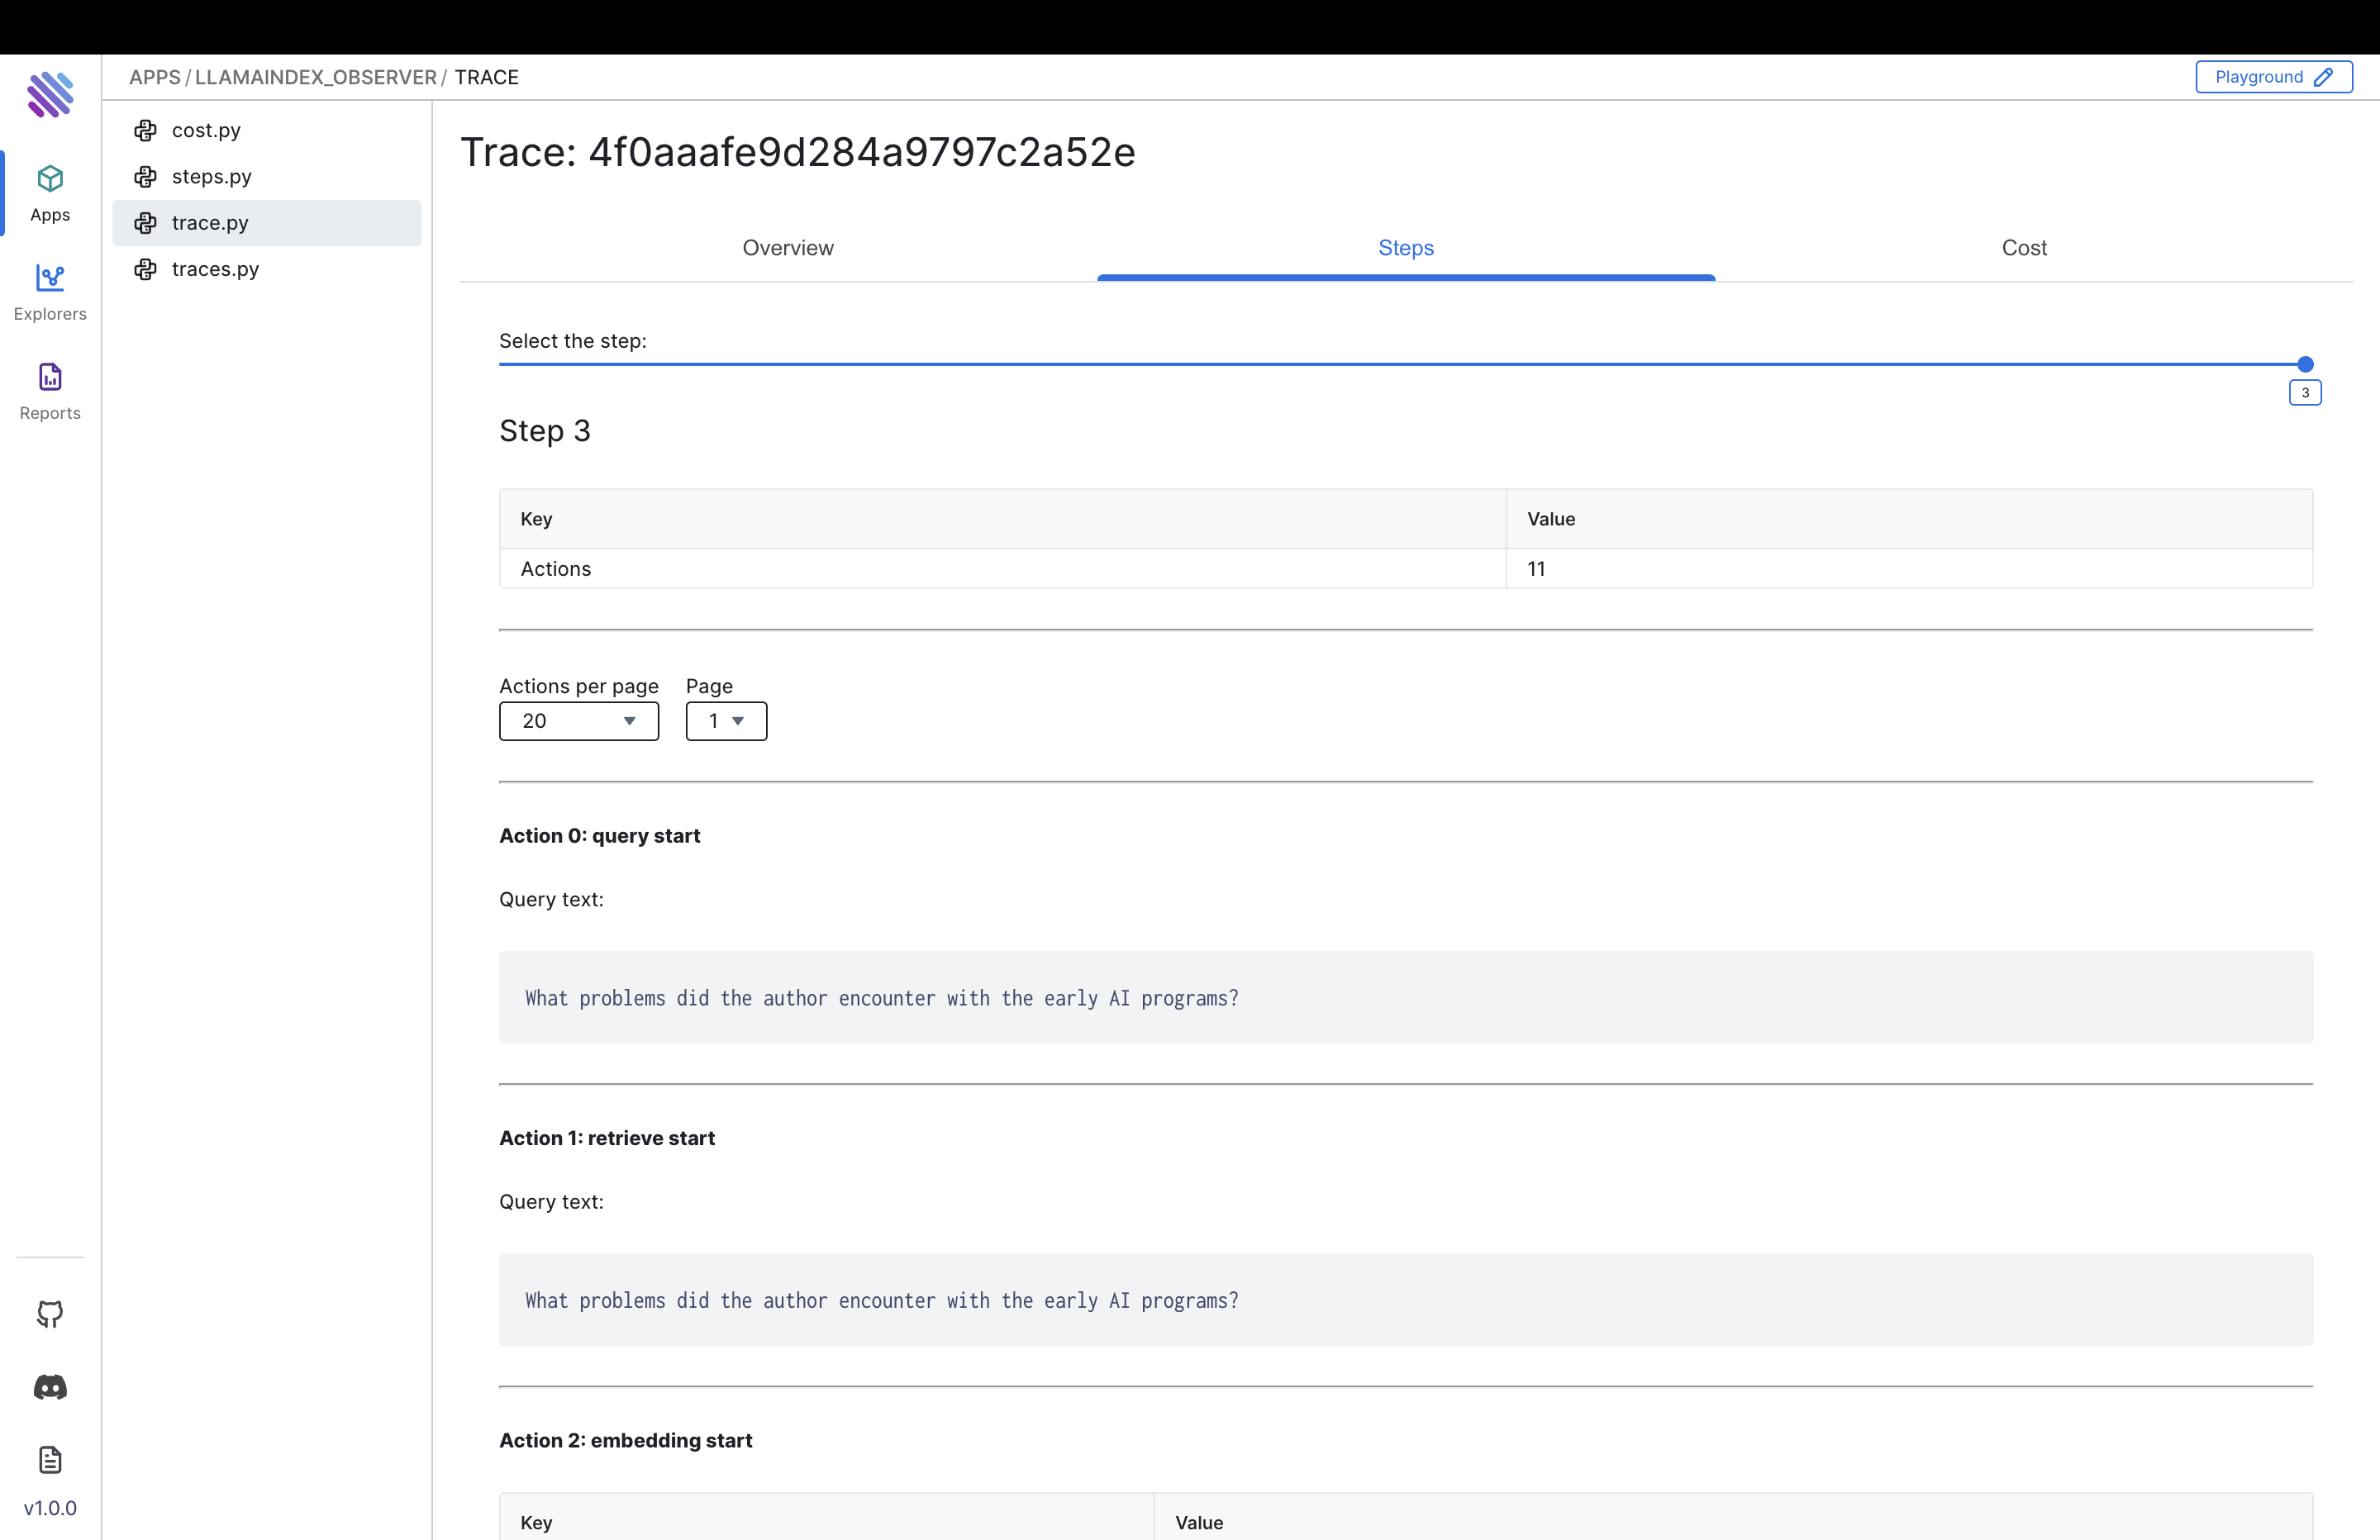 APPS / LLAMAINDEX_OBSERVER / TRACE
Playground
Apps
Explorers
Reports
v1.0.0
cost.py
steps.py
trace.py
traces.py
Trace: 4f0aaafe9d284a9797c2a52e
Overview Steps Cost
Select the step:
3
Step 3
Key Value
Actions 11
Actions per page Page
20 1
Action 0: query start
Query text:
What problems did the author encounter with the early AI programs?
Action 1: retrieve start
Query text:
What problems did the author encounter with the early AI programs?
Action 2: embedding start
Key Value